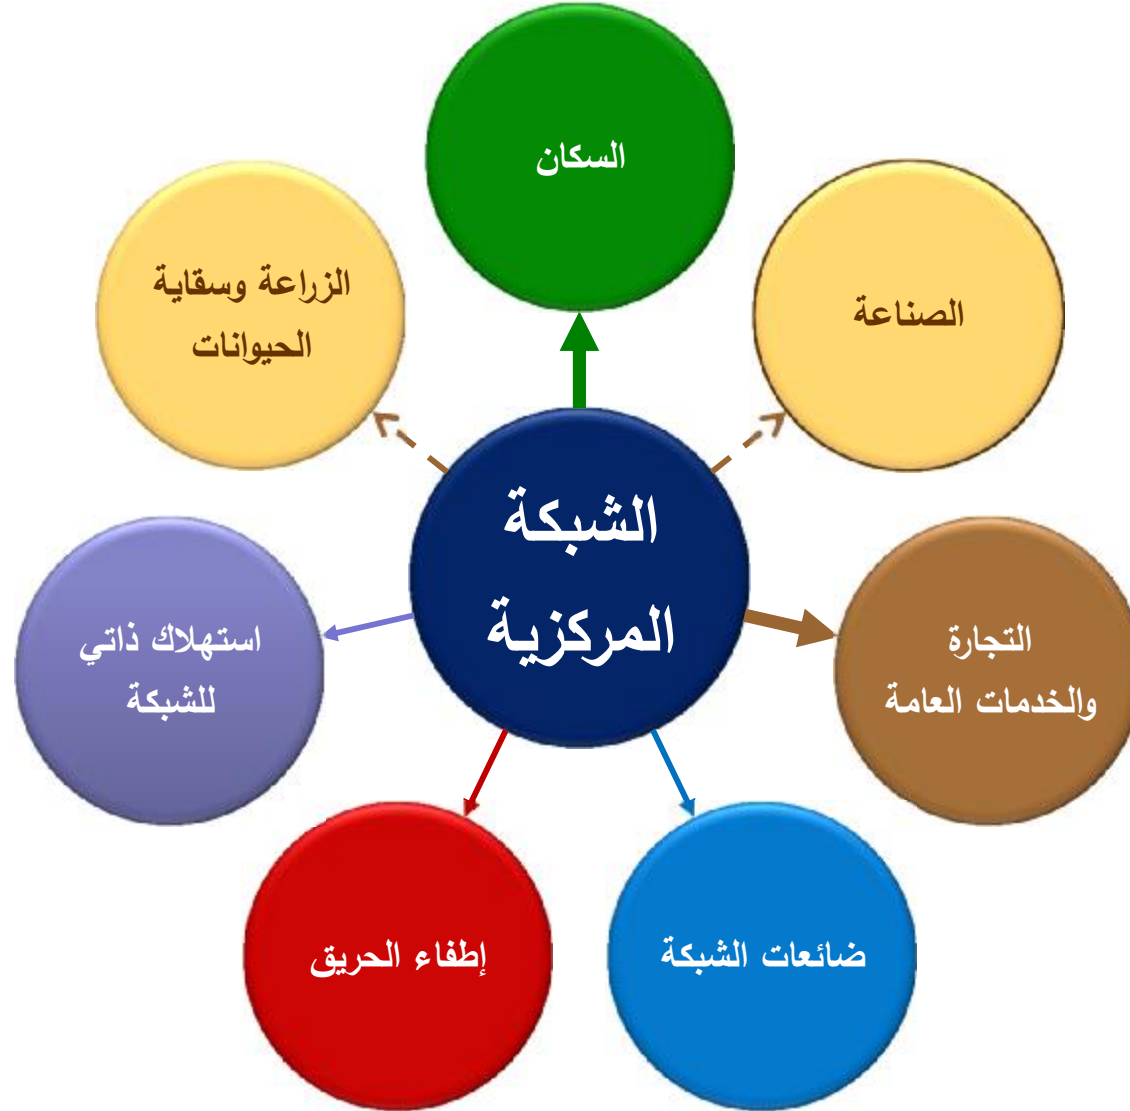 السكان
الصناعة
الزراعة وسقاية
الحيوانات
الشبكة
المركزية
التجارة
والخدمات العامة
استهلاك ذاتي
للشبكة
ضائعات الشبكة
إطفاء الحريق